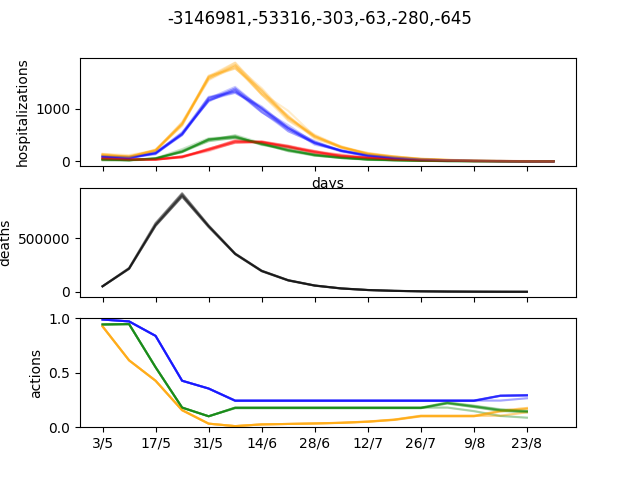 -3146981,-53316,-303,-63,-280,-645
hospitalizations
1000
0
days
deaths
500000
0
actions
1.0
0.5
0.0
3/5 17/5 31/5 14/6 28/6 12/7 26/7 9/8 23/8